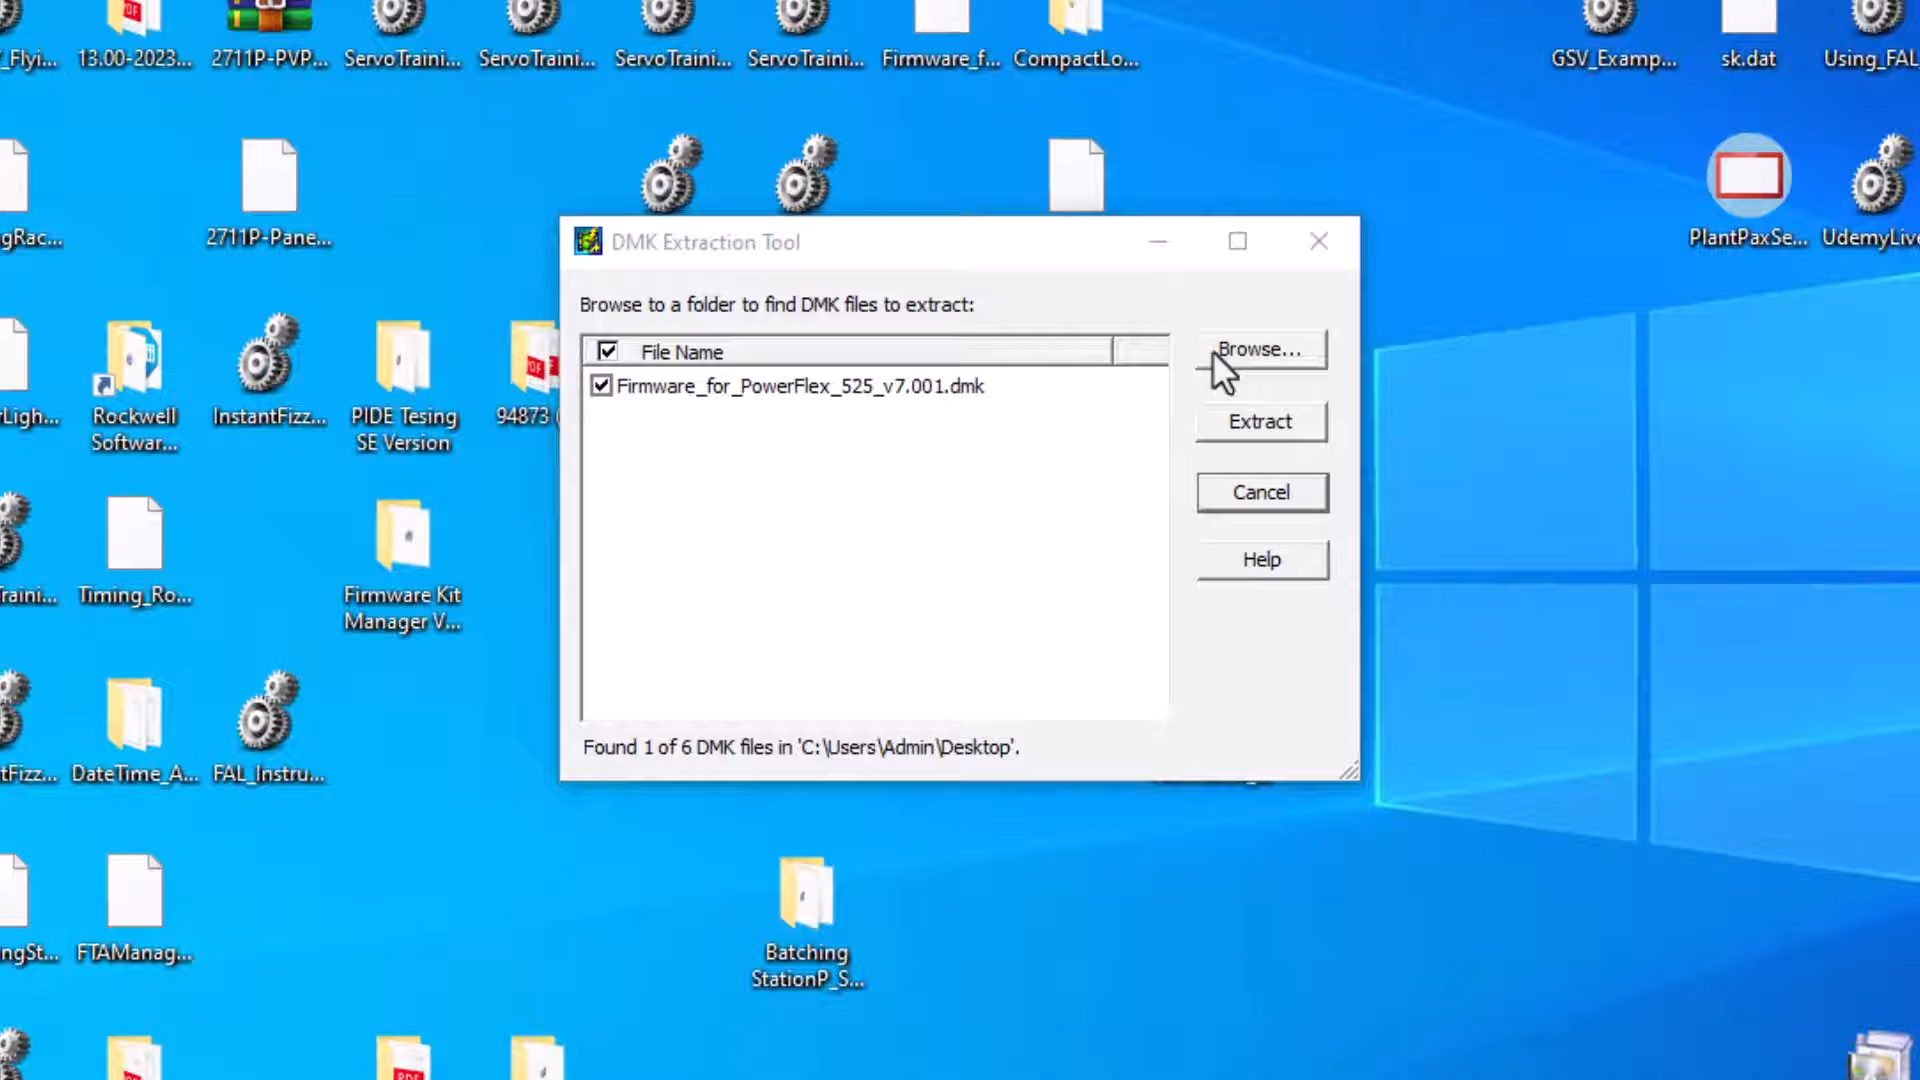 _Flyi...
13.00-2023...
2711P-PVP...
ServoTraini...
ServoTraini...
ServoTraini...
ServoTraini...
Firmware_f...
CompactLo...
GSV_Examp...
sk.dat
Using_FAL
gRac...
2711P-Pane...
PlantPaxSe...
UdemyLive
DMK Extraction Tool
Browse to a folder to find DMK files to extract:
File Name
Browse...
Firmware_for_PowerFlex_525_v7.001.dmk
Extract
Cancel
Help
Found 1 of 6 DMK files in 'C:\Users\Admin\Desktop'.
rLigh...
Rockwell
Softwar...
InstantFizz...
PIDE Tesing
SE Version
94873 (
raini...
Timing_Ro...
Firmware Kit
Manager V...
tFizz...
DateTime_A...
FAL_Instru...
ngSt...
FTAManag...
Batching
StationP_S...
PDF
PDF